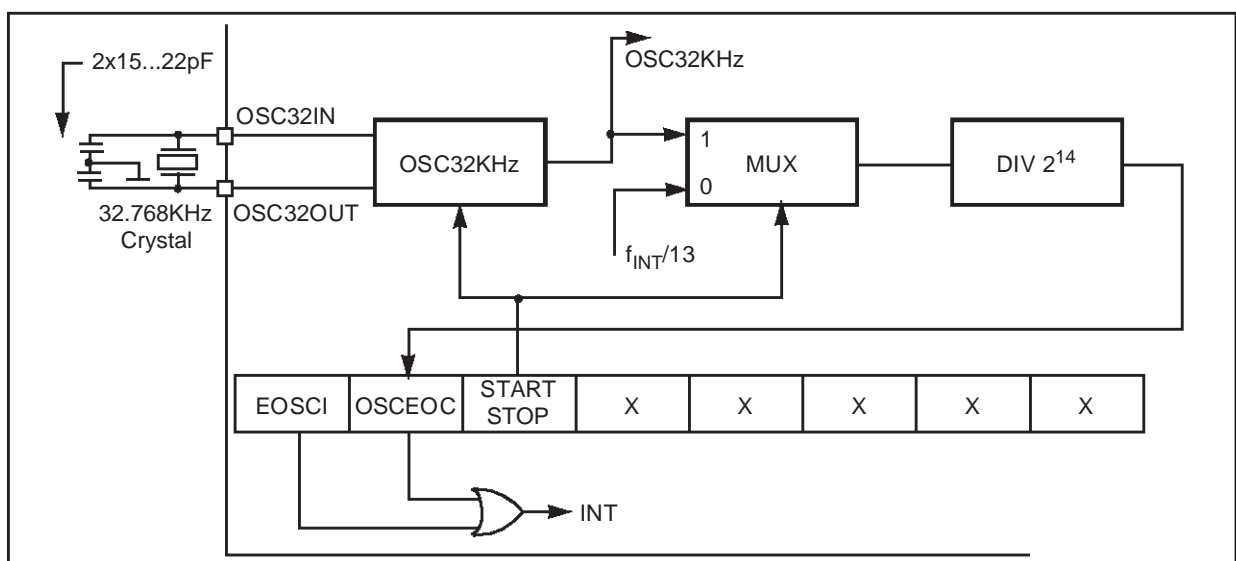 2x15...22pF
OSC32KHz
OSC32IN
OSC32KHz
1
MUX
0
DIV 2¹⁴
32.768KHz
Crystal
OSC32OUT
fINT/13
EOSCI
OSCEOC
START
STOP
X
X
X
X
X
INT